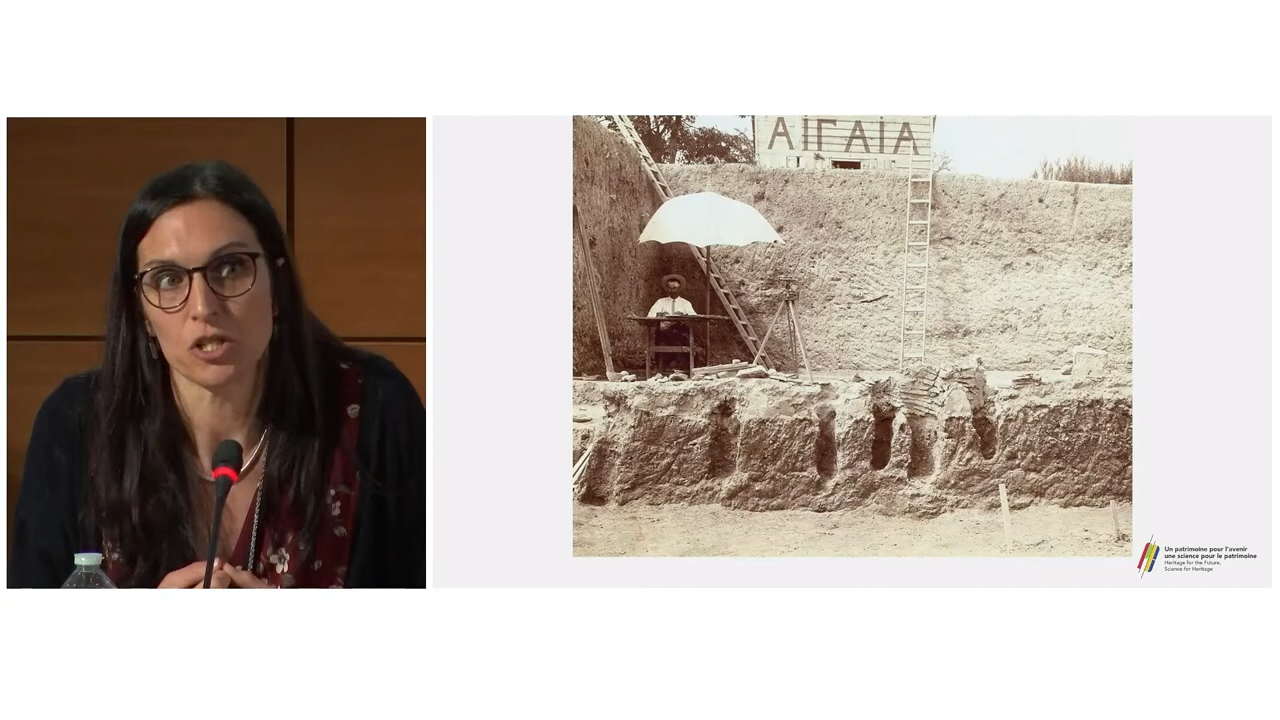 ΑΙΓΑΙΑ
Un patrimoine pour l'avenir
une science pour le patrimoine
Heritage for the Future,
Science for Heritage